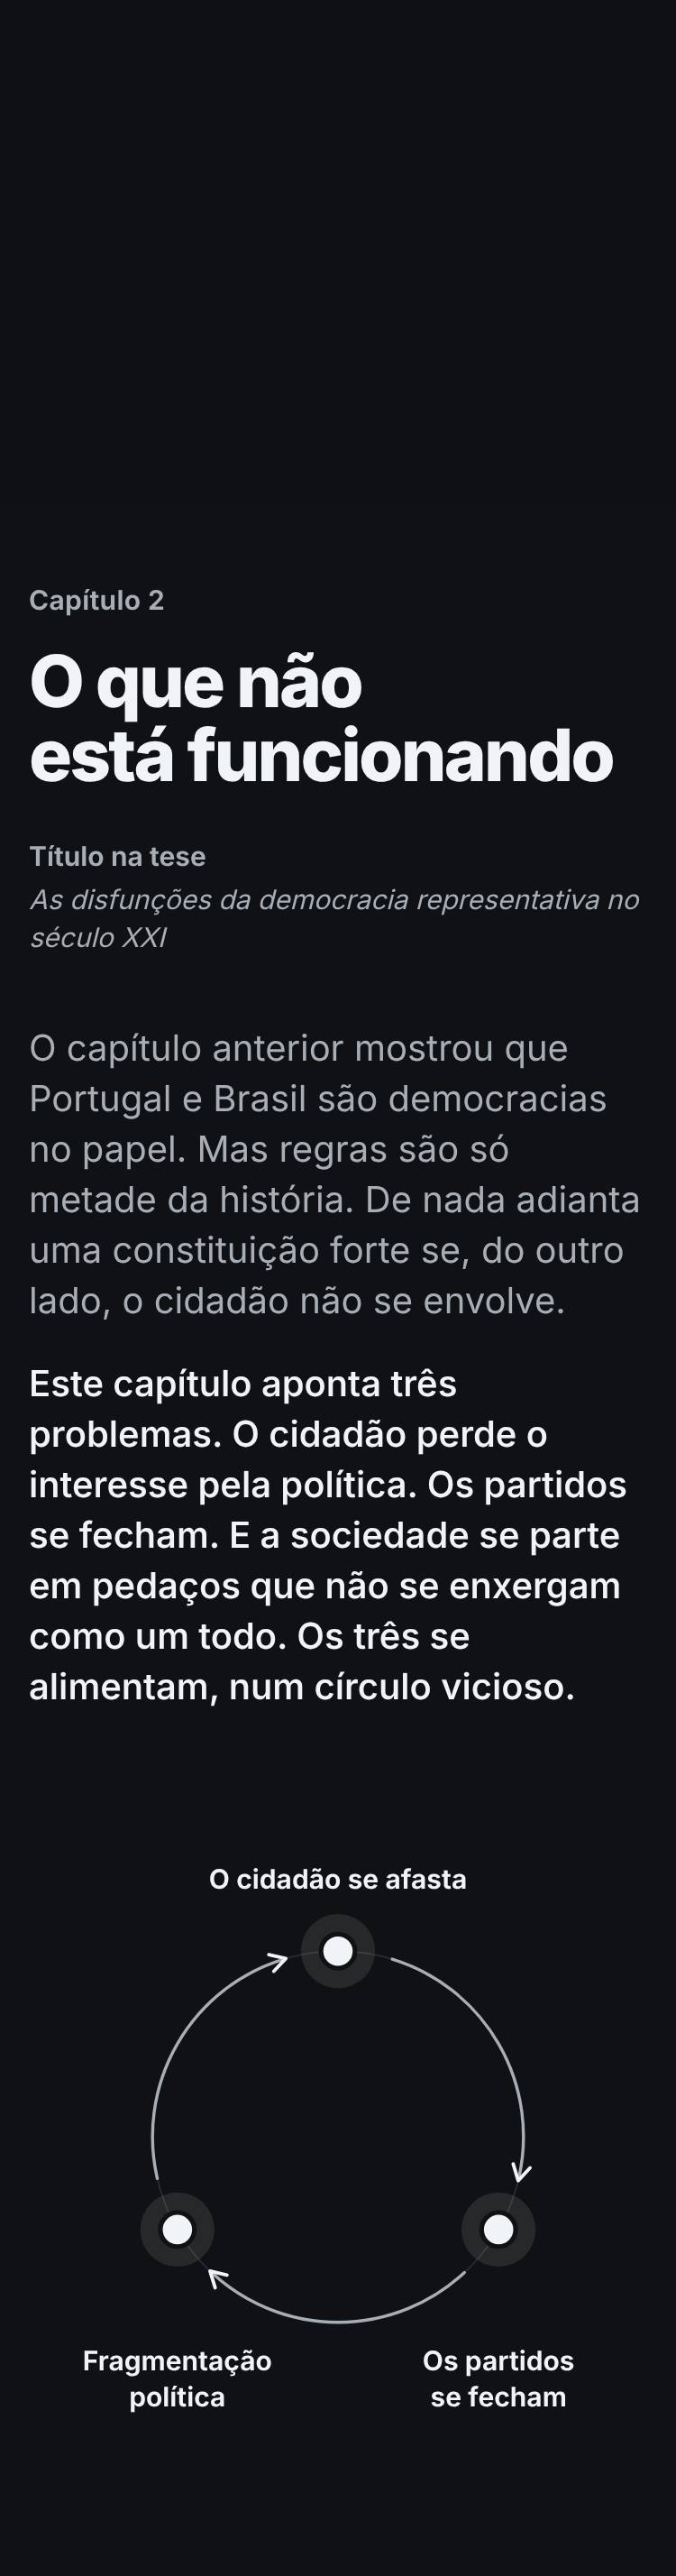 Capítulo 2
O que não
está funcionando
Título na tese
As disfunções da democracia representativa no
século XXI
O capítulo anterior mostrou que
Portugal e Brasil são democracias
no papel. Mas regras são só
metade da história. De nada adianta
uma constituição forte se, do outro
lado, o cidadão não se envolve.
Este capítulo aponta três
problemas. O cidadão perde o
interesse pela política. Os partidos
se fecham. E a sociedade se parte
em pedaços que não se enxergam
como um todo. Os três se
alimentam, num círculo vicioso.
O cidadão se afasta
Fragmentação
política
Os partidos
se fecham